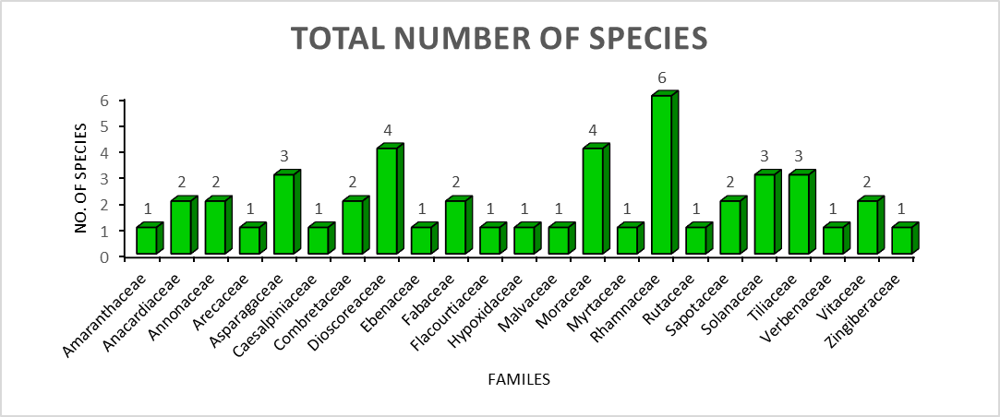 TOTAL NUMBER OF SPECIES
NO. OF SPECIES
6
5
4
3
2
1
0
1
2
2
1
3
1
2
4
1
2
1
1
1
4
1
6
1
2
3
3
1
2
1
Amaranthaceae
Anacardiaceae
Annonaceae
Arecaceae
Asparagaceae
Caesalpiniaceae
Combretaceae
Dioscoreaceae
Ebenaceae
Fabaceae
Flacourtiaceae
Hypoxidaceae
Malvaceae
Moraceae
Myrtaceae
Rhamnaceae
Rutaceae
Sapotaceae
Solanaceae
Tiliaceae
Verbenaceae
Vitaceae
Zingiberaceae
FAMILES